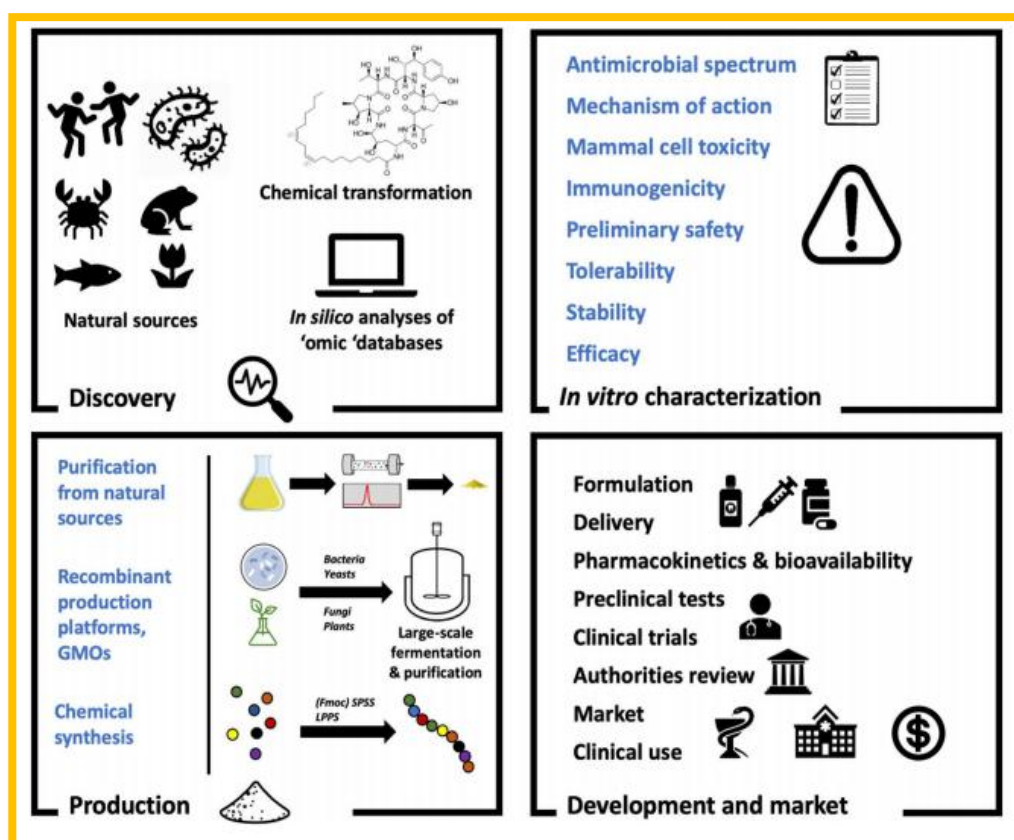 Chemical transformation
Natural sources
In silico analyses of
‘omic ‘databases
Discovery
Antimicrobial spectrum
Mechanism of action
Mammal cell toxicity
Immunogenicity
Preliminary safety
Tolerability
Stability
Efficacy
In vitro characterization
Purification
from natural
sources
Recombinant
production
platforms,
GMOs
Chemical
synthesis
Bacteria
Yeasts
Fungi
Plants
Large-scale
fermentation
& purification
(Fmoc) SPSS
LPPS
Production
Formulation
Delivery
Pharmacokinetics & bioavailability
Preclinical tests
Clinical trials
Authorities review
Market
Clinical use
Development and market